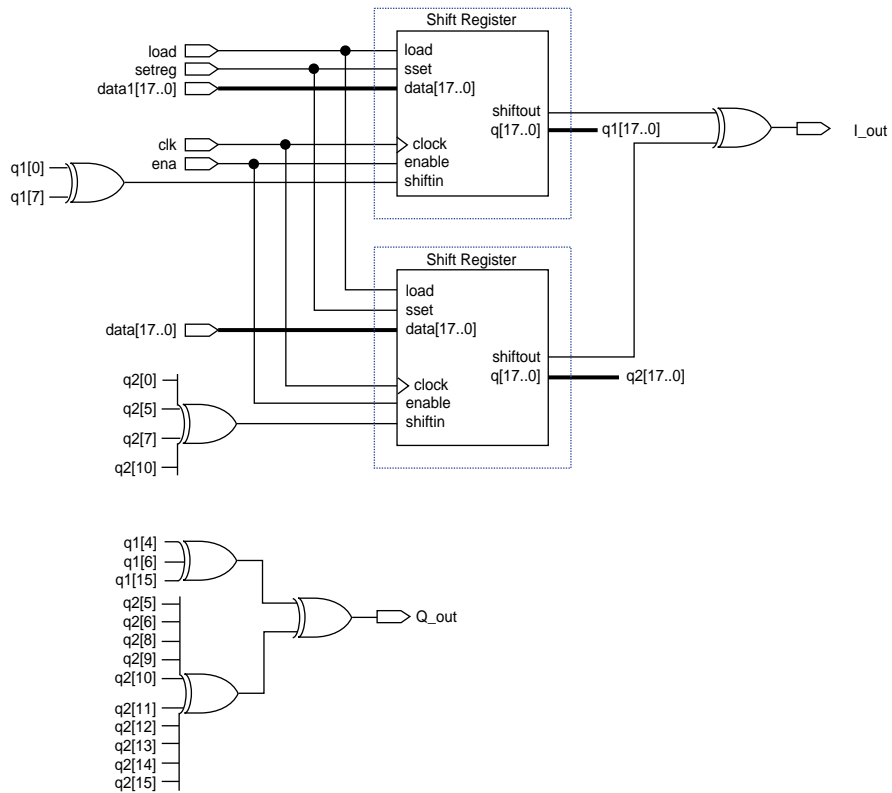 Shift Register
load
setreg
data1[17..0]
load
sset
data[17..0]
shiftout
q[17..0]
q1[17..0]
I_out
clk
ena
clock
enable
shiftin
q1[0]
q1[7]
Shift Register
load
sset
data[17..0]
data[17..0]
shiftout
q[17..0]
q2[17..0]
clock
enable
shiftin
q2[0]
q2[5]
q2[7]
q2[10]
q1[4]
q1[6]
q1[15]
q2[5]
q2[6]
q2[8]
q2[9]
q2[10]
q2[11]
q2[12]
q2[13]
q2[14]
q2[15]
Q_out